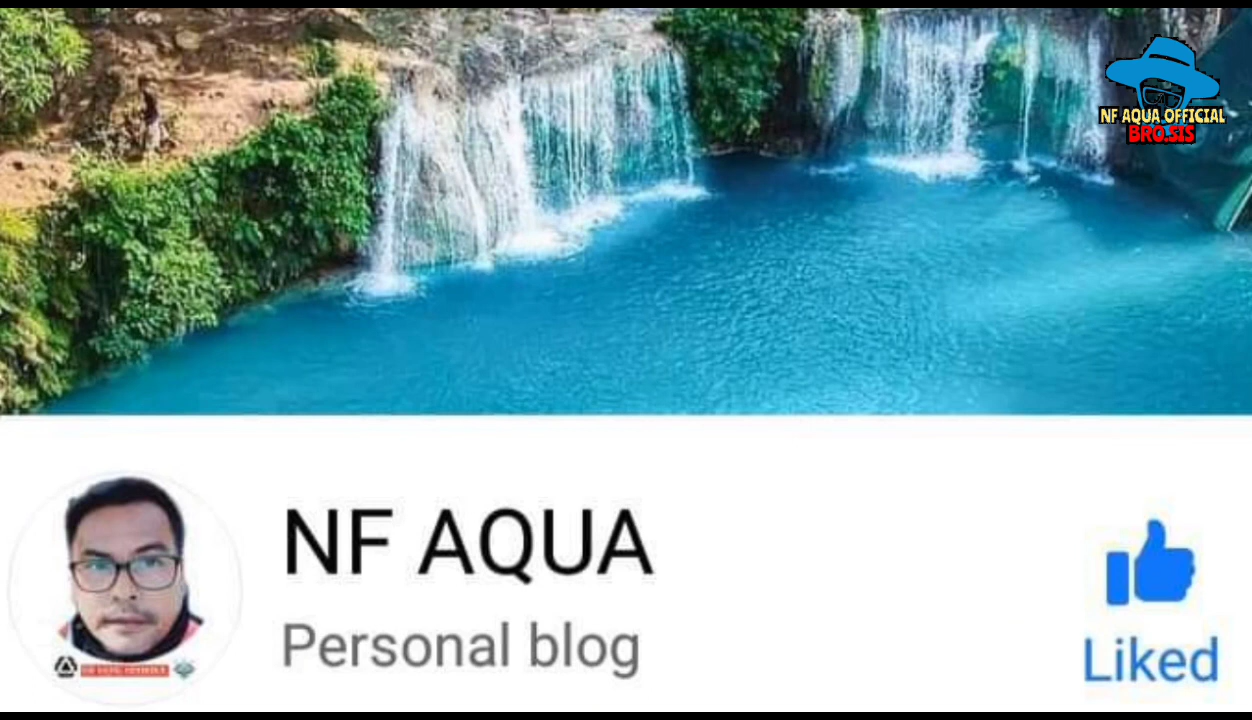 NF AQUA OFFICIAL
BRO.SIS
NF AQUA
Personal blog
Liked